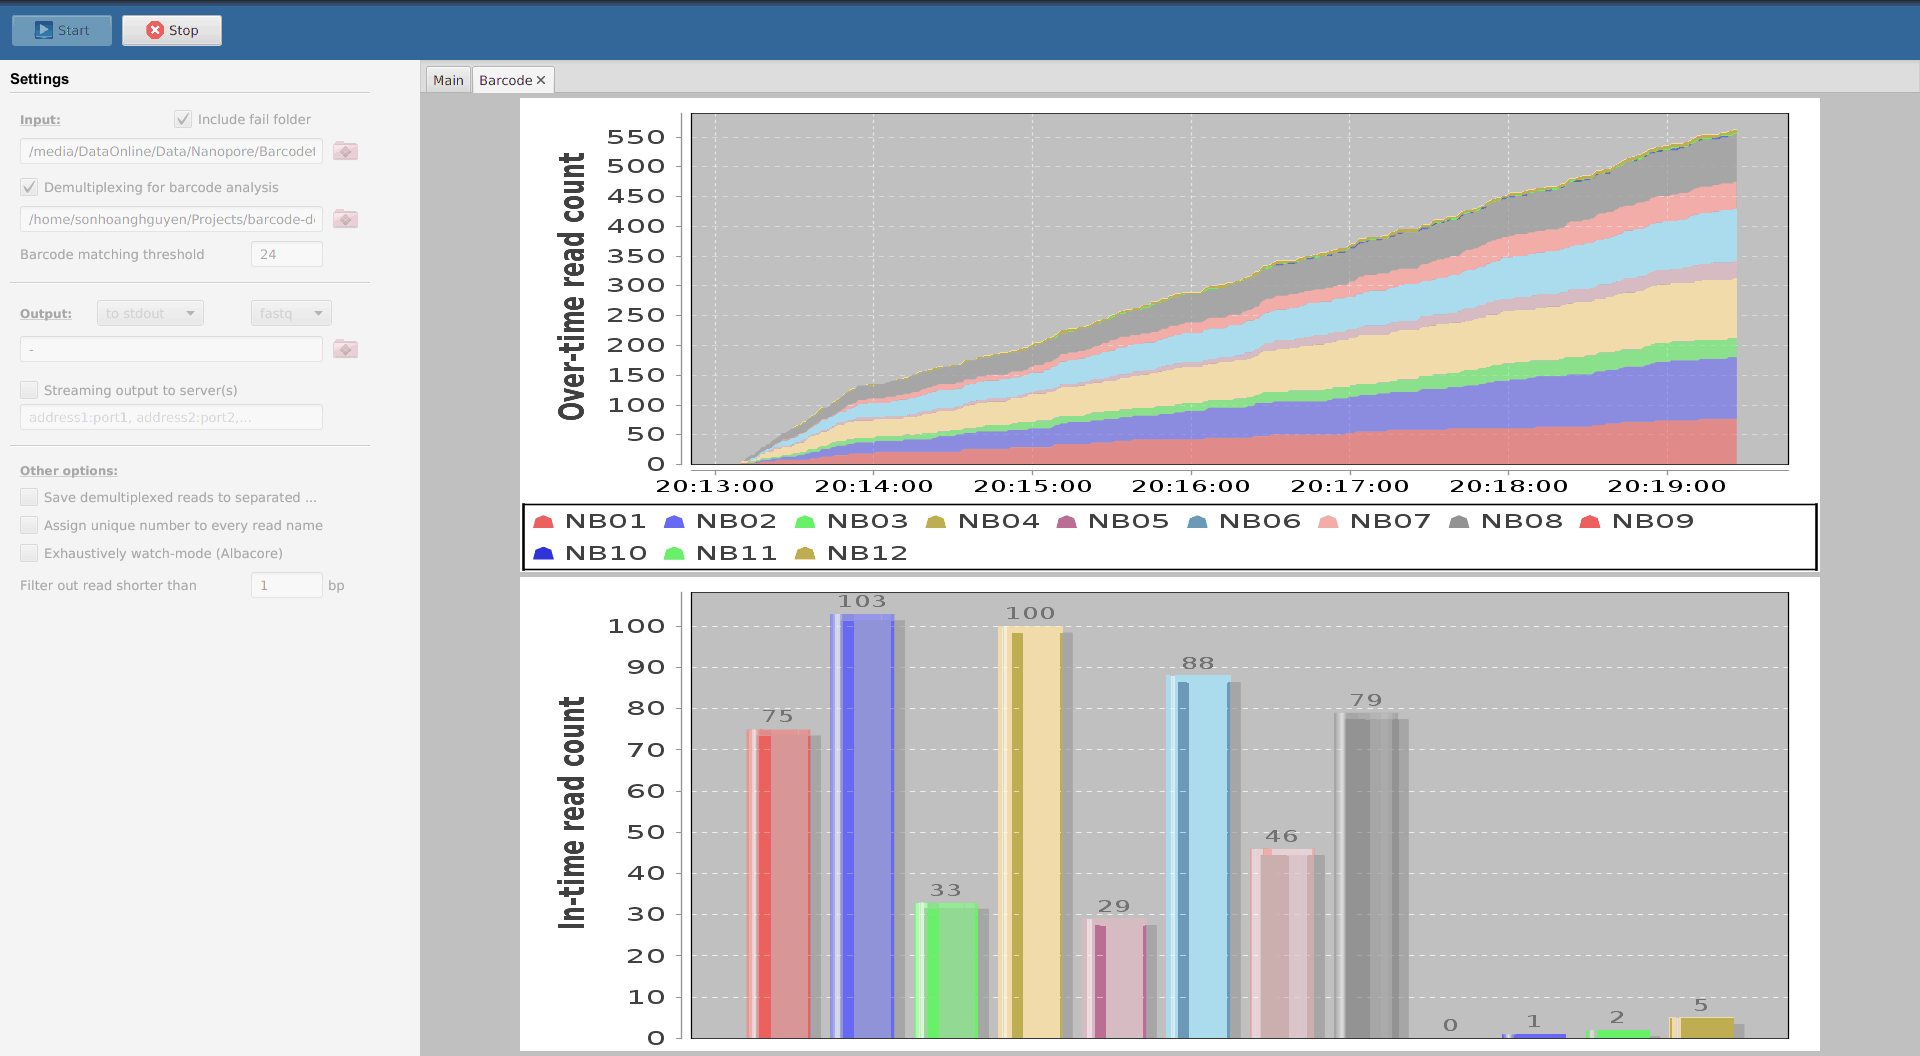 Start Stop
Settings
Input: Include fail folder
/media/DataOnline/Data/Nanopore/Barcode
Demultiplexing for barcode analysis
/home/sonhoanghguyen/Projects/barcode-d
Barcode matching threshold 24
Output: to stdout fastq
-
Streaming output to server(s)
address1:port1, address2:port2,...
Other options:
Save demultiplexed reads to separated ...
Assign unique number to every read name
Exhaustively watch-mode (Albacore)
Filter out read shorter than 1 bp
Main Barcode
Over-time read count
550
500
450
400
350
300
250
200
150
100
50
0
20:13:00 20:14:00 20:15:00 20:16:00 20:17:00 20:18:00 20:19:00
NB01 NB02 NB03 NB04 NB05 NB06 NB07 NB08 NB09
NB10 NB11 NB12
In-time read count
100
90
80
70
60
50
40
30
20
10
0
75 103 33 100 29 88 46 79 0 1 2 5